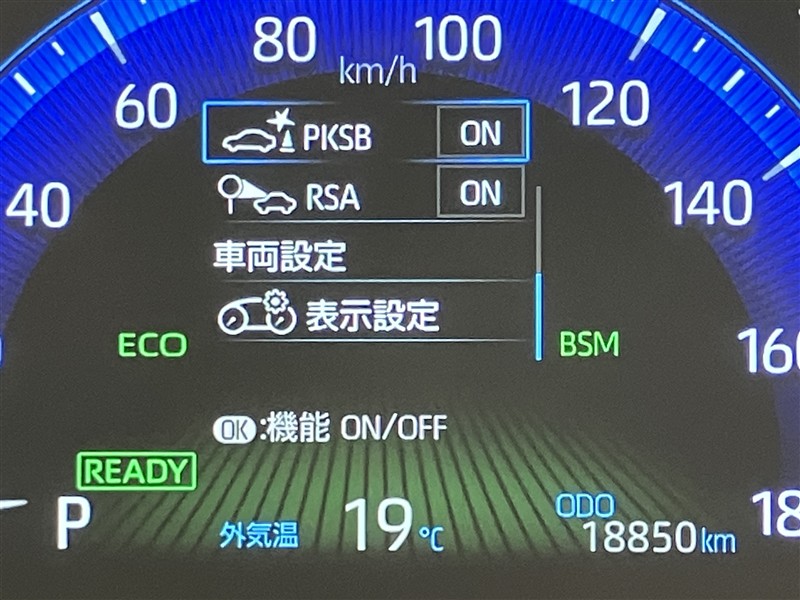 80
100
km/h
60
120
PKSB ON
40
RSA ON
140
車両設定
表示設定
ECO
BSM
160
OK:機能 ON/OFF
READY
P
外気温 19℃
ODO
18850km